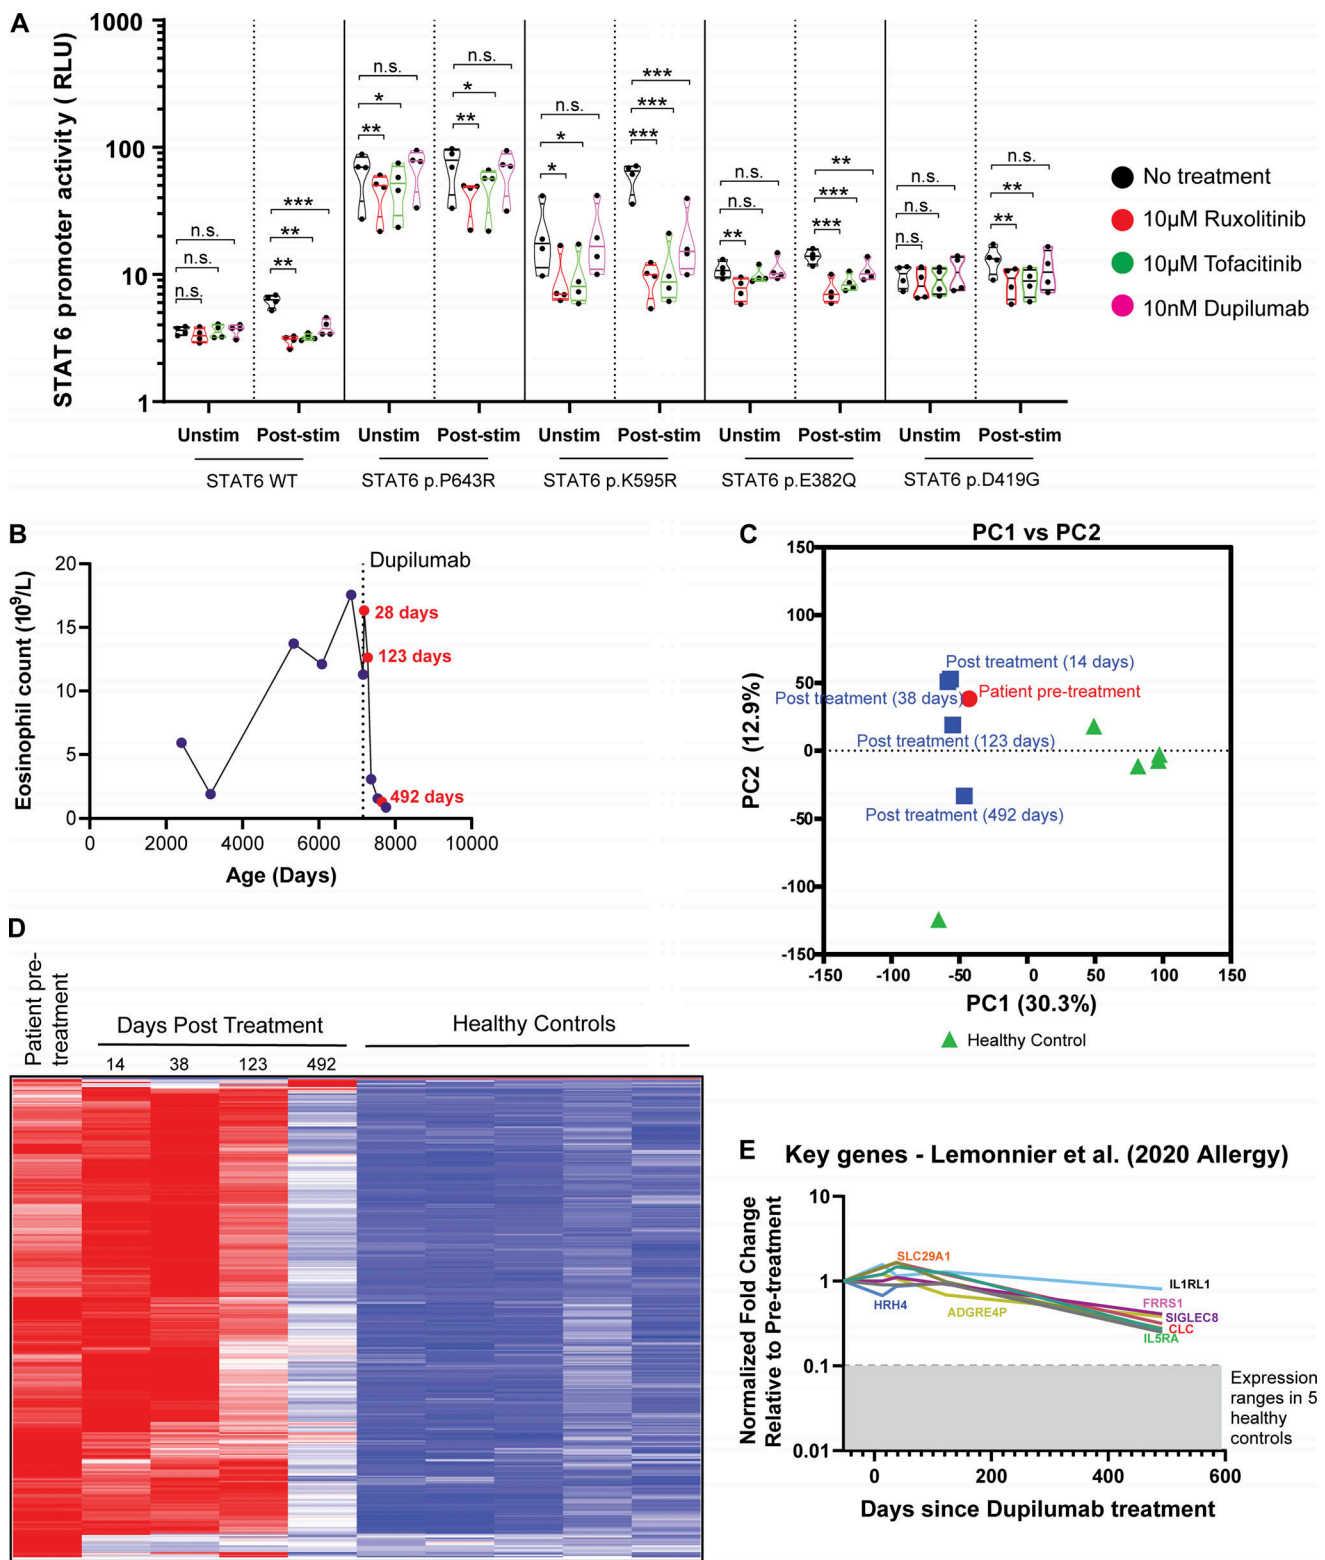 A
STAT6 promoter activity ( RLU)
1000
100
10
1
n.s.
n.s.
n.s.
***
**
**
n.s.
*
**
n.s.
*
**
n.s.
*
*
***
***
***
n.s.
n.s.
**
**
***
***
n.s.
n.s.
n.s.
n.s.
**
**
No treatment
10µM Ruxolitinib
10µM Tofacitinib
10nM Dupilumab
Unstim Post-stim Unstim Post-stim Unstim Post-stim Unstim Post-stim Unstim Post-stim
STAT6 WT STAT6 p.P643R STAT6 p.K595R STAT6 p.E382Q STAT6 p.D419G
B
Dupilumab
Eosinophil count (10⁹/L)
20
15
10
5
0
28 days
123 days
492 days
0 2000 4000 6000 8000 10000
Age (Days)
C
PC1 vs PC2
PC2 (12.9%)
150
100
50
0
-50
-100
-150
Post treatment (14 days)
Patient pre-treatment
Post treatment (38 days)
Post treatment (123 days)
Post treatment (492 days)
-150 -100 -50 0 50 100 150
PC1 (30.3%)
Healthy Control
D
Patient pre-
treatment
Days Post Treatment
Healthy Controls
14 38 123 492
E
Key genes - Lemonnier et al. (2020 Allergy)
Normalized Fold Change
Relative to Pre-treatment
10
1
0.1
0.01
SLC29A1
HRH4
ADGRE4P
IL1RL1
FRRS1
SIGLEC8
CLC
IL5RA
Expression
ranges in 5
healthy
controls
0 200 400 600
Days since Dupilumab treatment